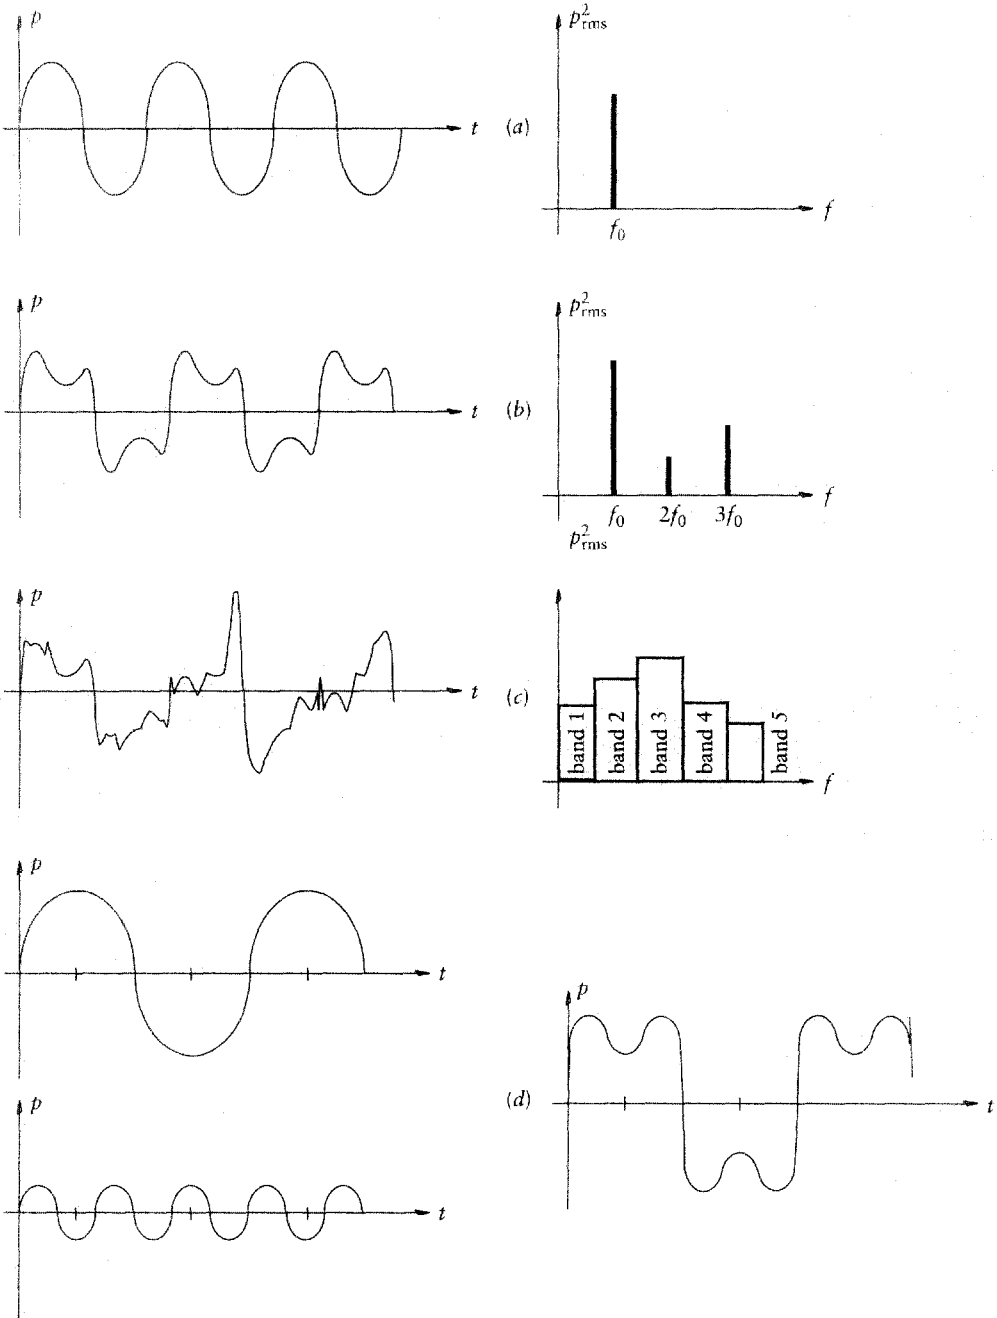 p
t
(a)
p²rms
f
f₀
p
t
(b)
p²rms
f
f₀ 2f₀ 3f₀
p²rms
p
t
(c)
band 1
band 2
band 3
band 4
band 5
f
p
t
p
t
(d)
p
t